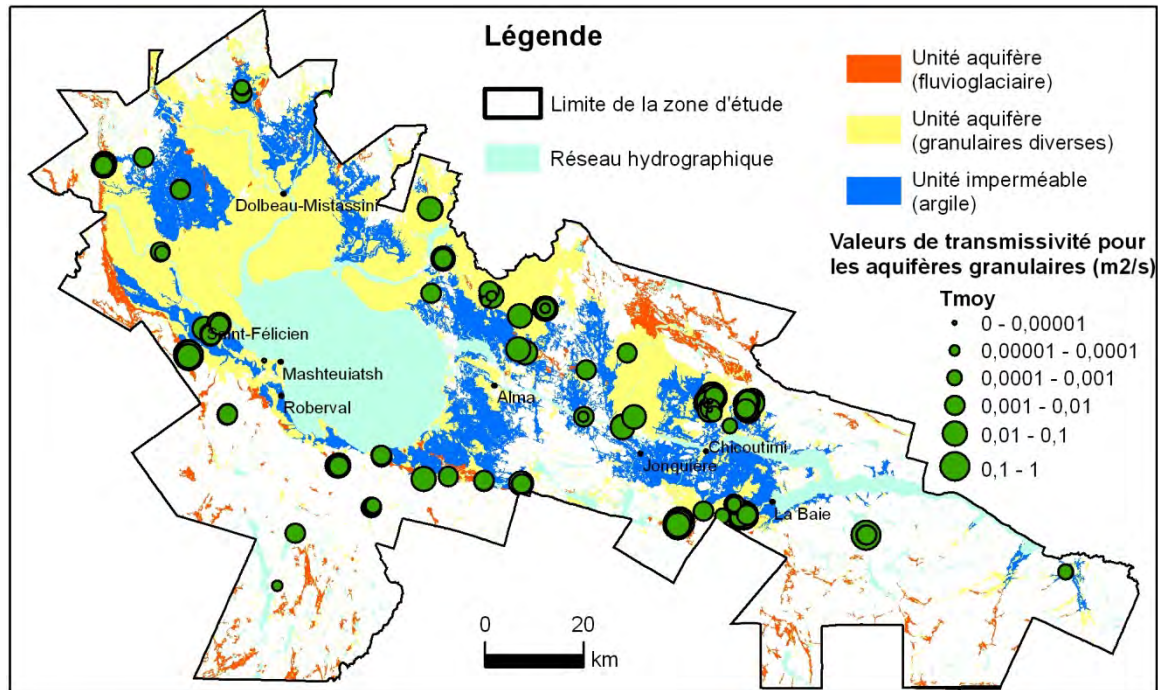 Légende
Limite de la zone d'étude
Réseau hydrographique
Unité aquifère
(fluvioglaciaire)
Unité aquifère
(granulaires diverses)
Unité imperméable
(argile)
Valeurs de transmissivité pour
les aquifères granulaires (m2/s)
Tmoy
0 - 0,00001
0,00001 - 0,0001
0,0001 - 0,001
0,001 - 0,01
0,01 - 0,1
0,1 - 1
Dolbeau-Mistassini
Saint-Félicien
Mashteuiatsh
Roberval
Alma
Chicoutimi
Jonquière
La Baie
0 20
km